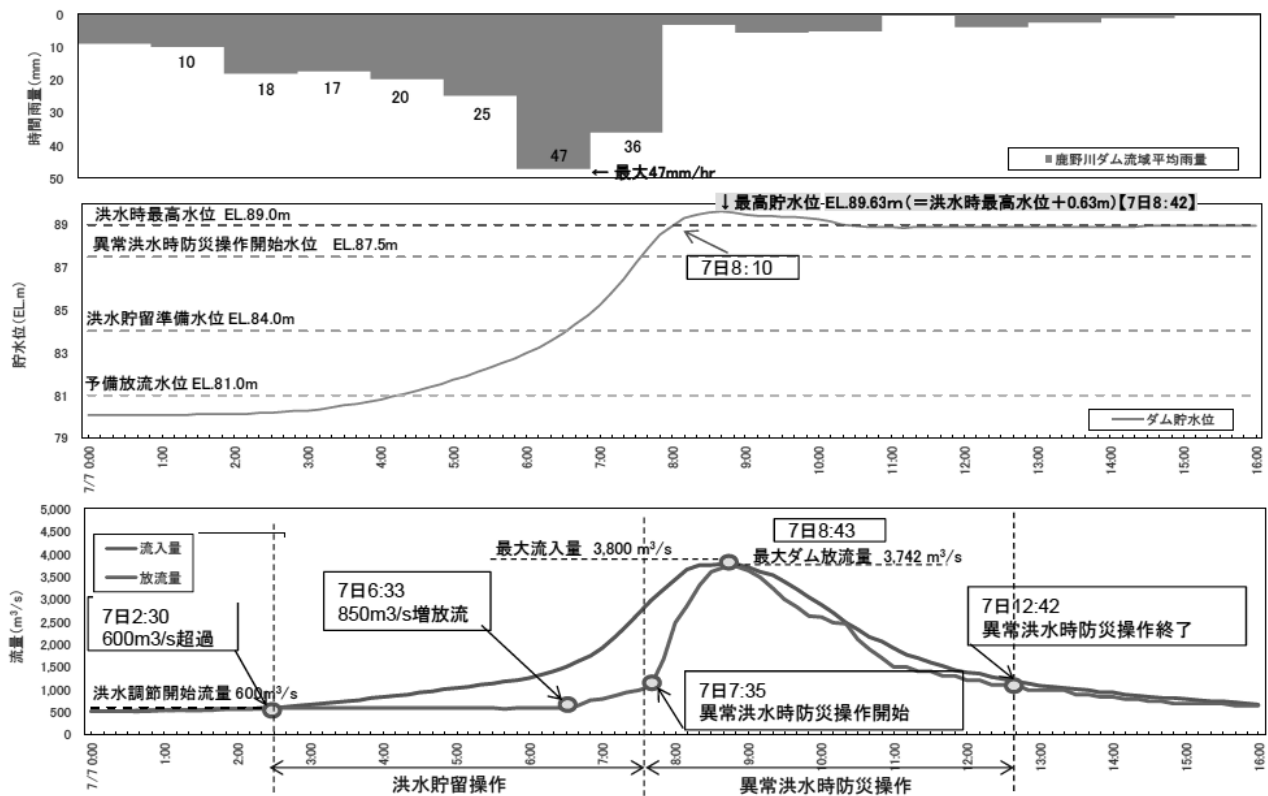 時間雨量(mm)
0
10
20
30
40
50
10
18
17
20
25
47
36
← 最大47mm/hr
■鹿野川ダム流域平均雨量
↓最高貯水位-EL.89.63m(=洪水時最高水位+0.63m)【7日8:42】
貯水位(EL.m)
89
87
85
83
81
79
洪水時最高水位 EL.89.0m
異常洪水時防災操作開始水位 EL.87.5m
7日8:10
洪水貯留準備水位 EL.84.0m
予備放流水位 EL.81.0m
ダム貯水位
7/7 0:00
1:00
2:00
3:00
4:00
5:00
6:00
7:00
8:00
9:00
10:00
11:00
12:00
13:00
14:00
15:00
16:00
流量(m³/s)
5,000
4,500
4,000
3,500
3,000
2,500
2,000
1,500
1,000
500
0
流入量
放流量
7日2:30
600m3/s超過
洪水調節開始流量 600m³/s
7日6:33
850m3/s増放流
最大流入量 3,800 m³/s
7日8:43
最大ダム放流量 3,742 m³/s
7日7:35
異常洪水時防災操作開始
7日12:42
異常洪水時防災操作終了
7/7 0:00
1:00
2:00
3:00
4:00
5:00
6:00
7:00
8:00
9:00
10:00
11:00
12:00
13:00
14:00
15:00
16:00
洪水貯留操作
異常洪水時防災操作